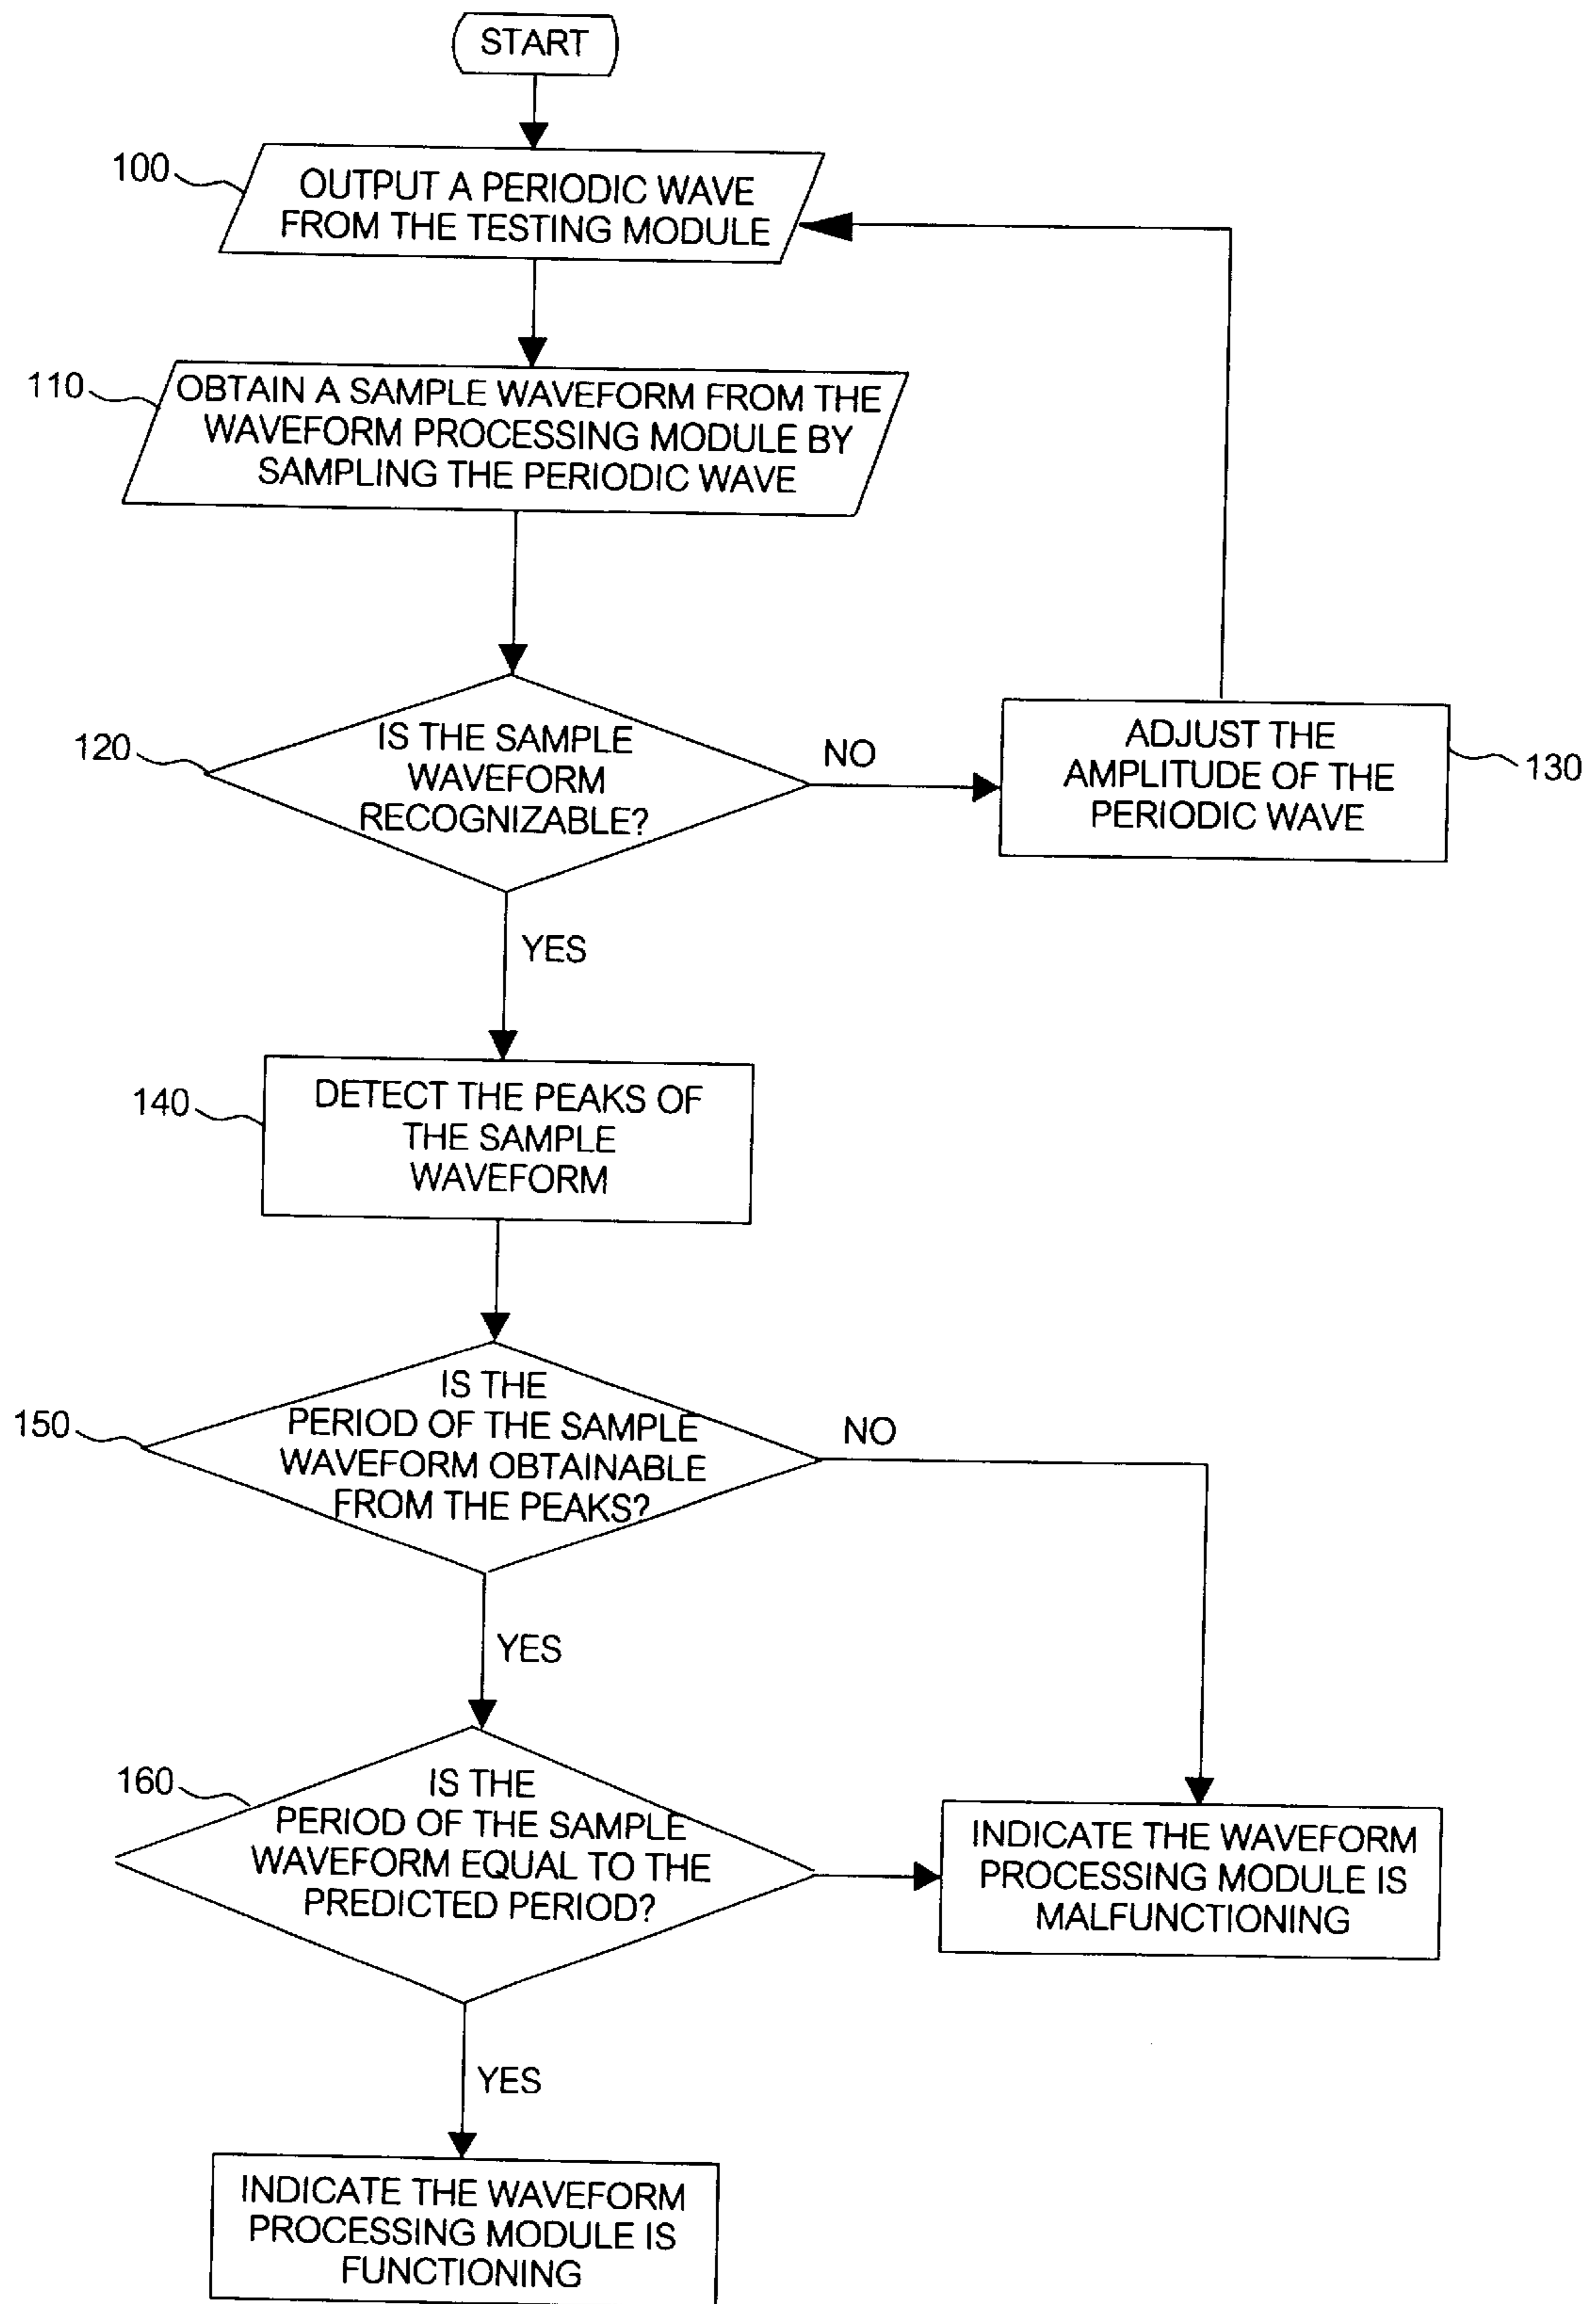 START
100
OUTPUT A PERIODIC WAVE
FROM THE TESTING MODULE
110
OBTAIN A SAMPLE WAVEFORM FROM THE
WAVEFORM PROCESSING MODULE BY
SAMPLING THE PERIODIC WAVE
120
IS THE SAMPLE
WAVEFORM
RECOGNIZABLE?
NO
ADJUST THE
AMPLITUDE OF THE
PERIODIC WAVE
130
YES
140
DETECT THE PEAKS OF
THE SAMPLE
WAVEFORM
150
IS THE
PERIOD OF THE SAMPLE
WAVEFORM OBTAINABLE
FROM THE PEAKS?
NO
YES
160
IS THE
PERIOD OF THE SAMPLE
WAVEFORM EQUAL TO THE
PREDICTED PERIOD?
INDICATE THE WAVEFORM
PROCESSING MODULE IS
MALFUNCTIONING
YES
INDICATE THE WAVEFORM
PROCESSING MODULE IS
FUNCTIONING